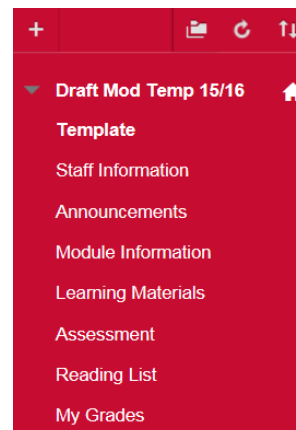 Draft Mod Temp 15/16
Template
Staff Information
Announcements
Module Information
Learning Materials
Assessment
Reading List
My Grades